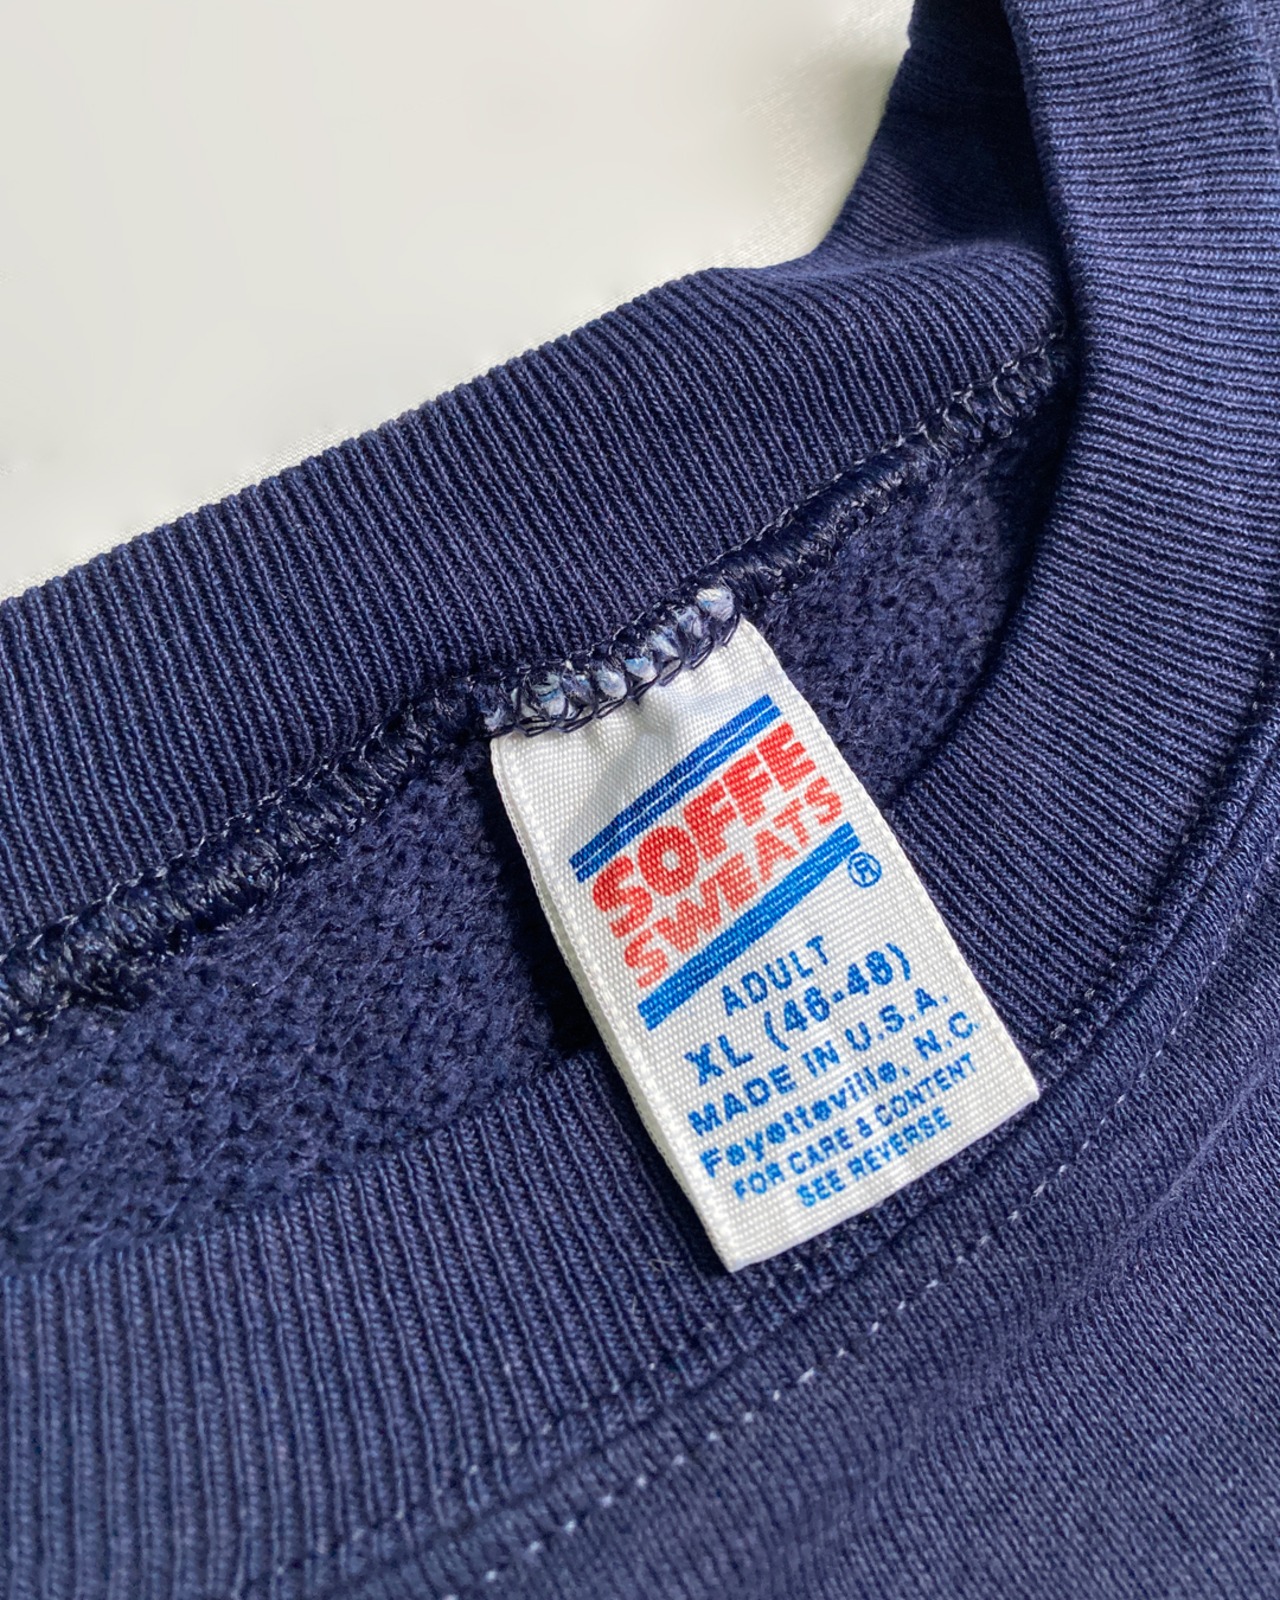 SOFFE
SWEATS
®
ADULT
XL (46-48)
MADE IN U.S.A.
Fayetteville, N.C.
FOR CARE & CONTENT
SEE REVERSE